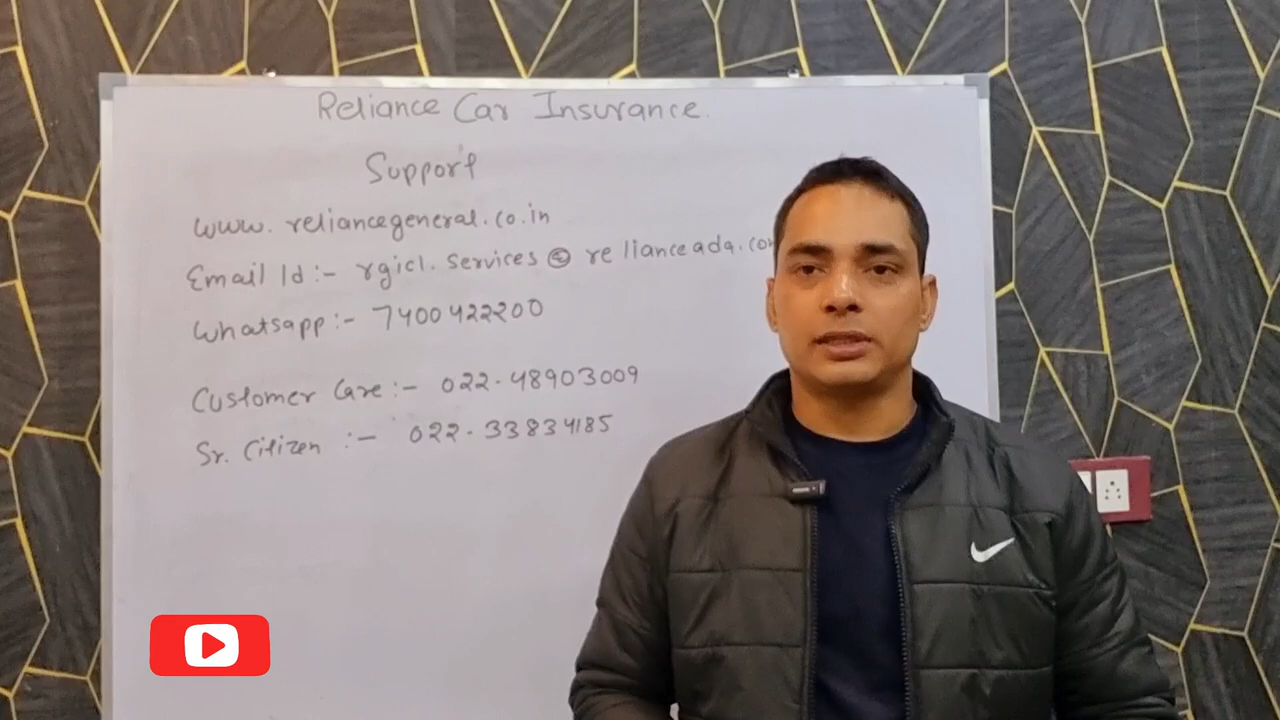 Reliance Car Insurance.
Support
www. reliancegeneral.co.in
Email Id :- rgicl. services @ relianceada.com
Whatsapp :- 7400422200
Customer Care :- 022-48903009
Sr. Citizen :- 022-33834185